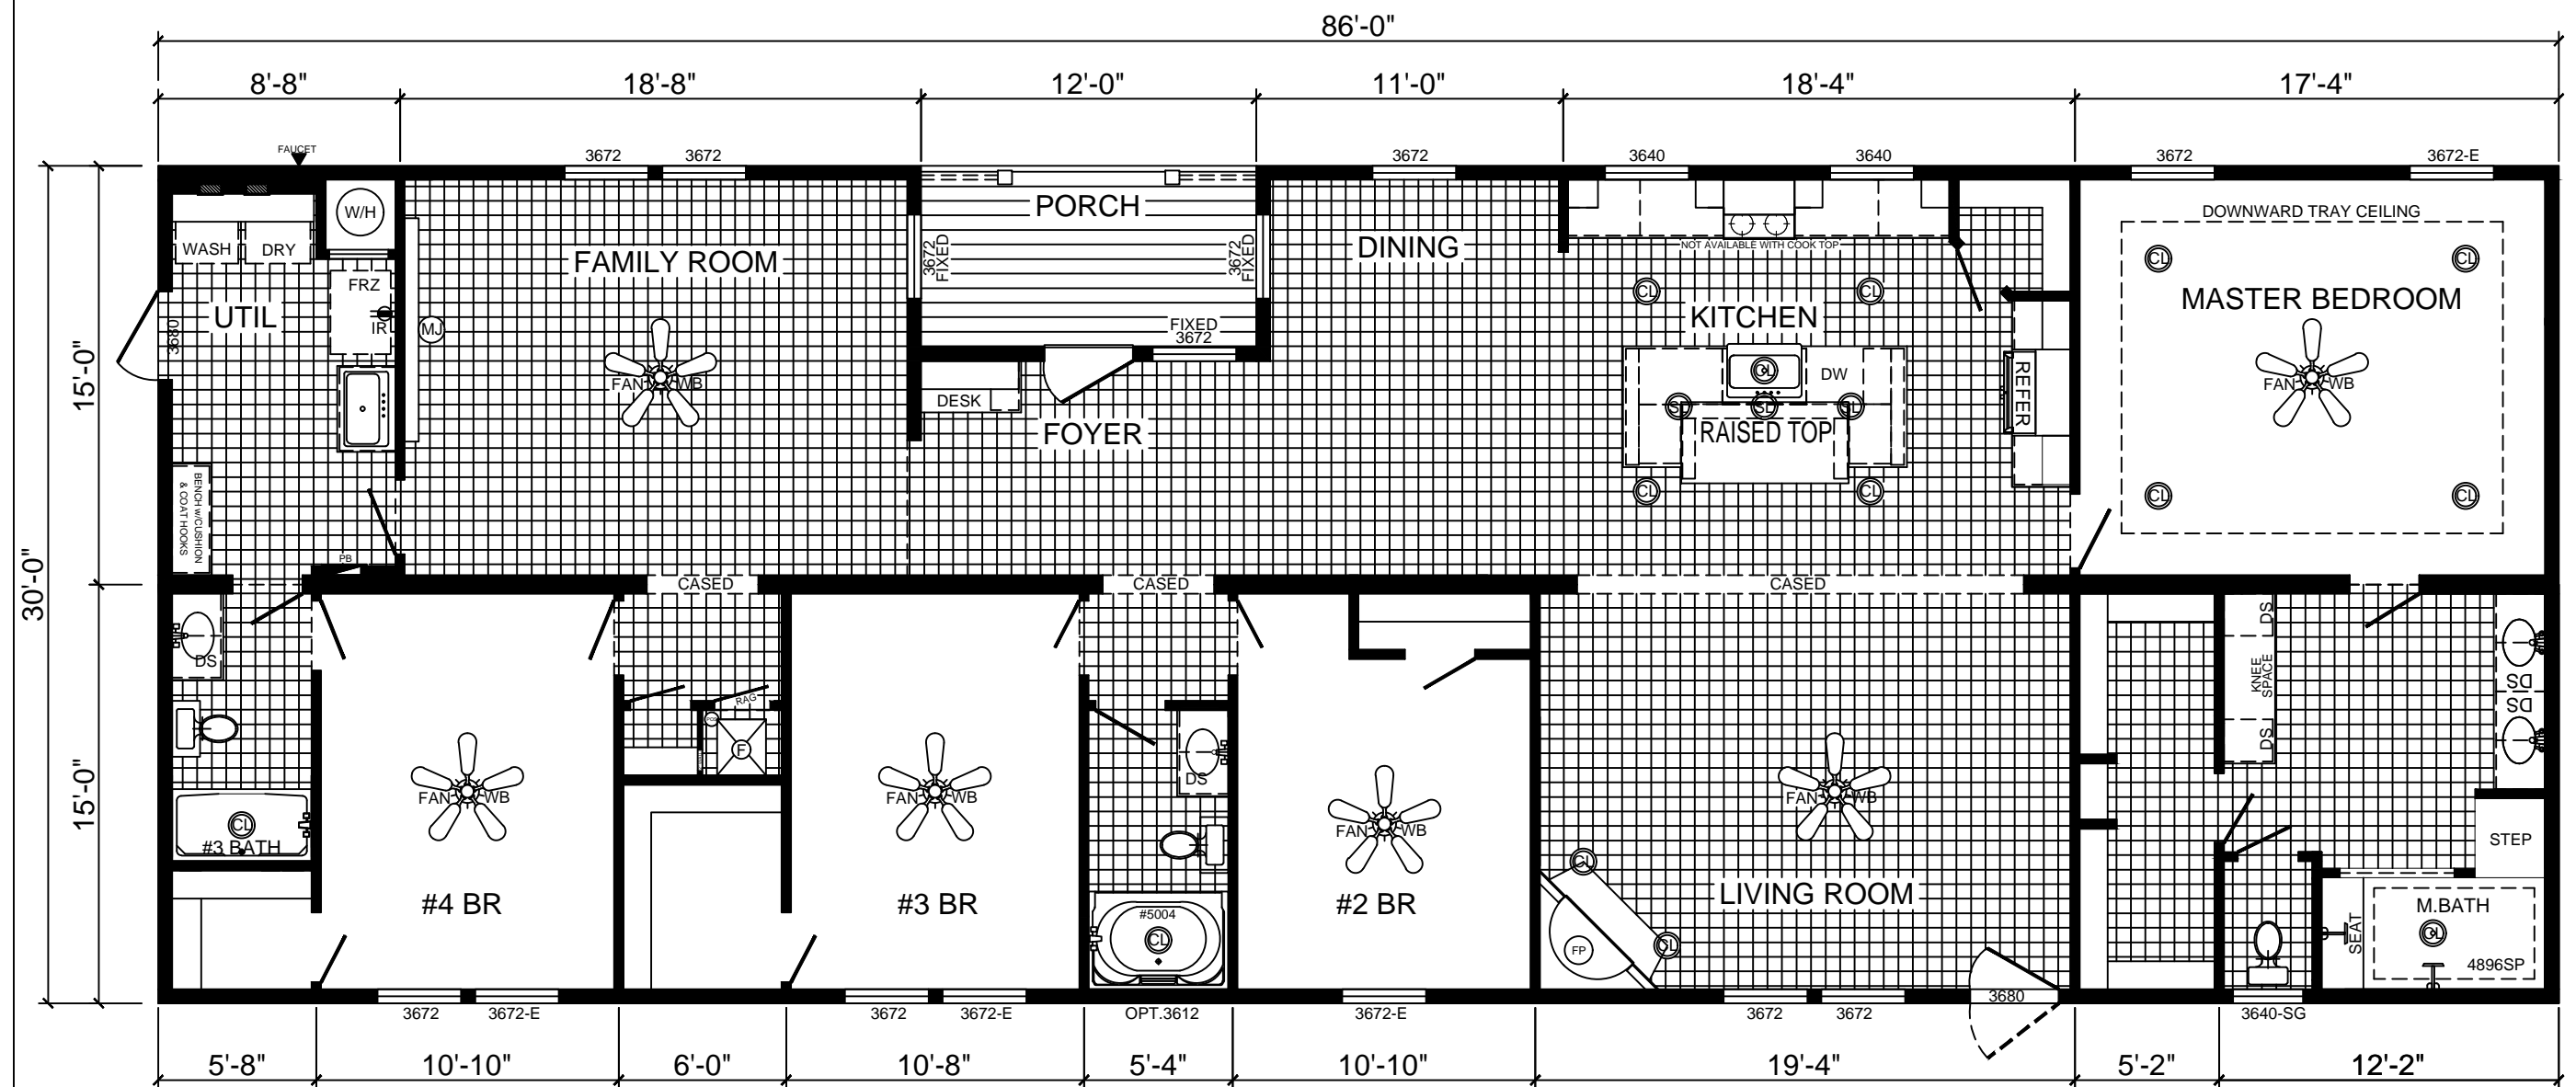 86'-0"
8'-8"
18'-8"
12'-0"
11'-0"
18'-4"
17'-4"
FAUCET
3672
3672
3672
3640
3640
3672
3672-E
W/H
WASH
DRY
FRZ
IR
UTIL
3680
MJ
FAMILY ROOM
FAN
WB
PORCH
3672
FIXED
3672
FIXED
FIXED
3672
DESK
FOYER
DINING
NOT AVAILABLE WITH COOK TOP
CL
CL
KITCHEN
CL
DW
SL
SL
SL
RAISED TOP
CL
CL
REFER
DOWNWARD TRAY CEILING
CL
CL
MASTER BEDROOM
FAN
WB
CL
CL
15'-0"
30'-0"
15'-0"
BENCH w/CUSHION
& COAT HOOKS
PB
CASED
CASED
CASED
DS
CL
#3 BATH
FAN
WB
#4 BR
RAG
F
FAN
WB
#3 BR
DS
#5004
CL
FAN
WB
#2 BR
FAN
WB
CL
CL
FP
LIVING ROOM
3680
DS
KNEE
SPACE
DS
DS
DS
STEP
SEAT
M.BATH
CL
4896SP
3672
3672-E
3672
3672-E
OPT.3612
3672-E
3672
3672
3640-SG
5'-8"
10'-10"
6'-0"
10'-8"
5'-4"
10'-10"
19'-4"
5'-2"
12'-2"